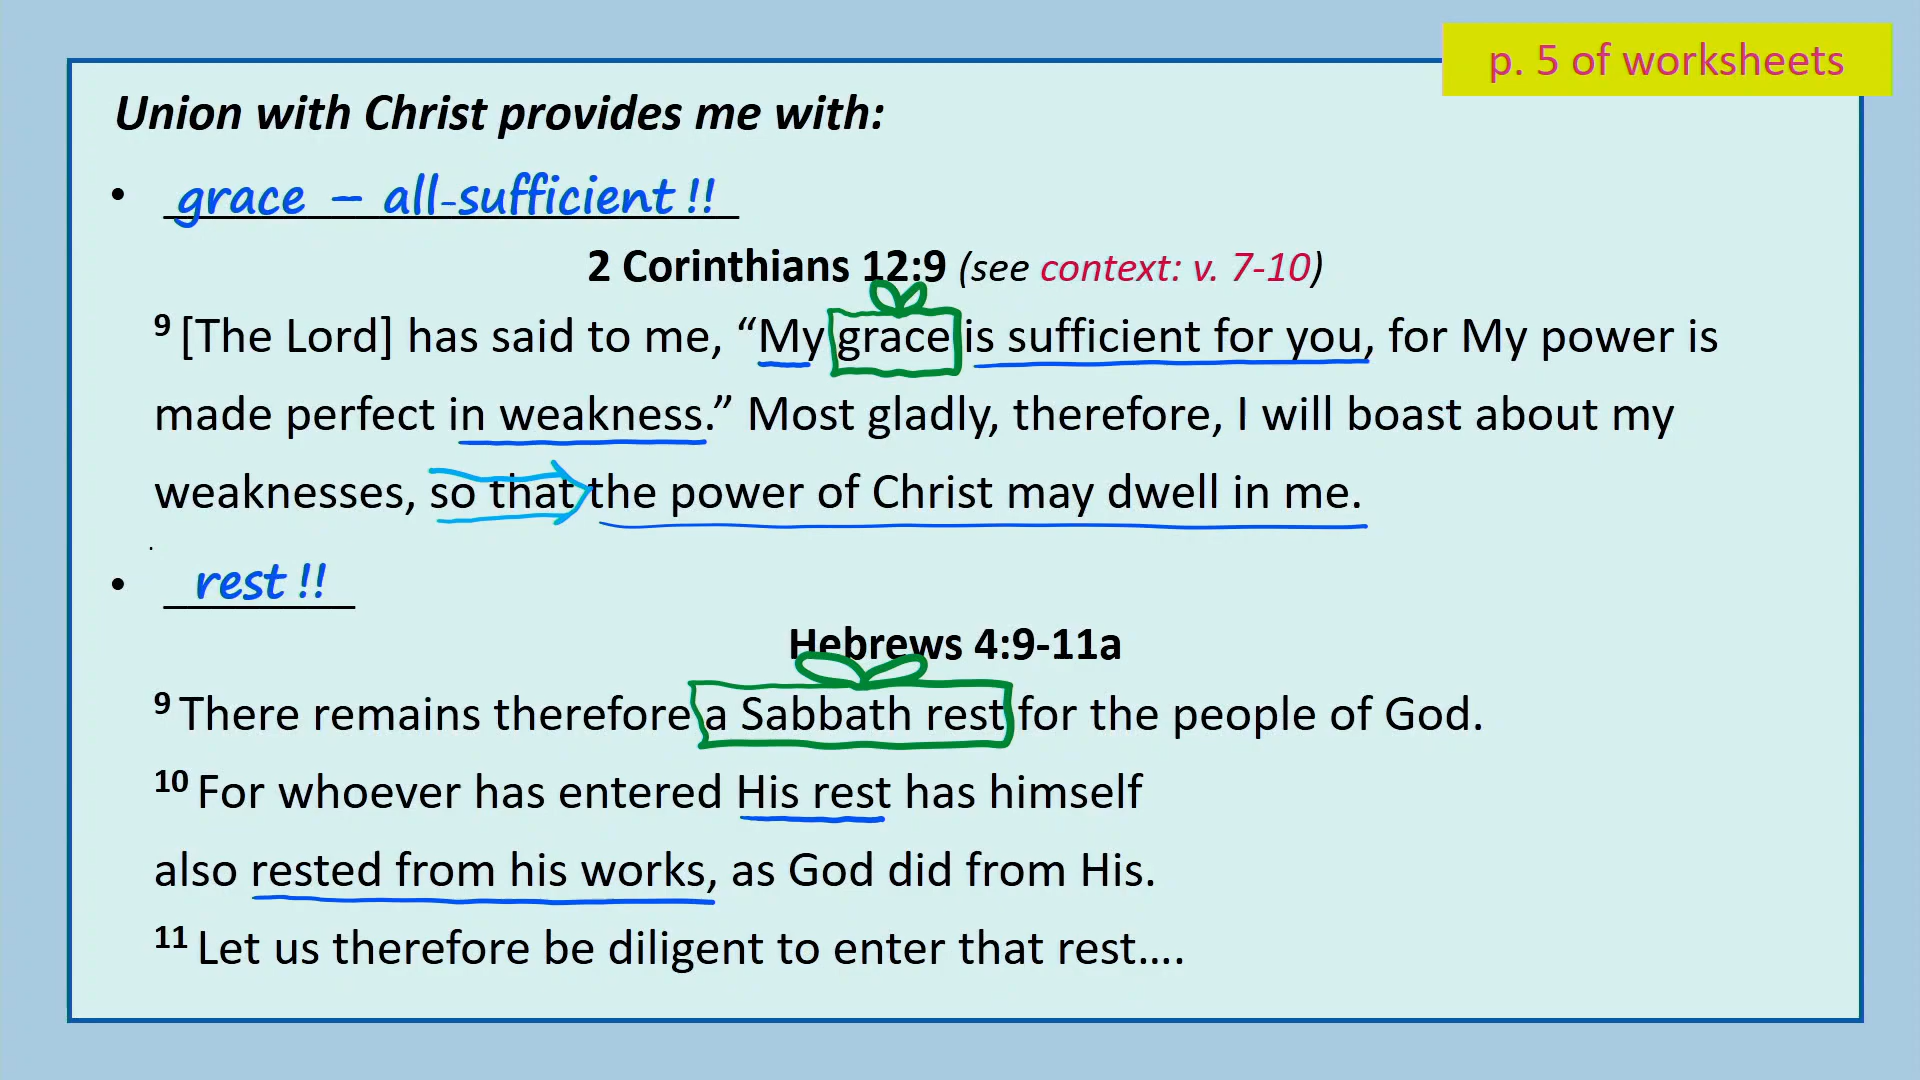 p. 5 of worksheets
Union with Christ provides me with:
• grace – all-sufficient !!
2 Corinthians 12:9 (see context: v. 7-10)
9 [The Lord] has said to me, “My grace is sufficient for you, for My power is
made perfect in weakness.” Most gladly, therefore, I will boast about my
weaknesses, so that the power of Christ may dwell in me.
• rest !!
Hebrews 4:9-11a
9 There remains therefore a Sabbath rest for the people of God.
10 For whoever has entered His rest has himself
also rested from his works, as God did from His.
11 Let us therefore be diligent to enter that rest….